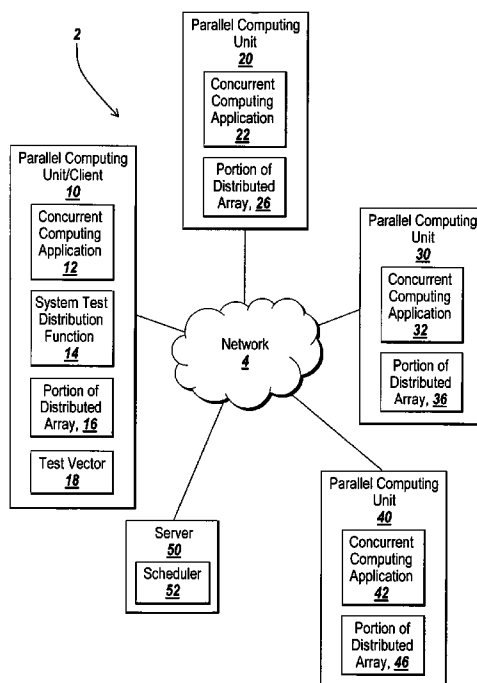 2
Parallel Computing
Unit
20
Concurrent
Computing
Application
22
Portion of
Distributed
Array, 26
Parallel Computing
Unit/Client
10
Concurrent
Computing
Application
12
System Test
Distribution
Function
14
Portion of
Distributed
Array, 16
Test Vector
18
Parallel Computing
Unit
30
Concurrent
Computing
Application
32
Portion of
Distributed
Array, 36
Network
4
Server
50
Scheduler
52
Parallel Computing
Unit
40
Concurrent
Computing
Application
42
Portion of
Distributed
Array, 46